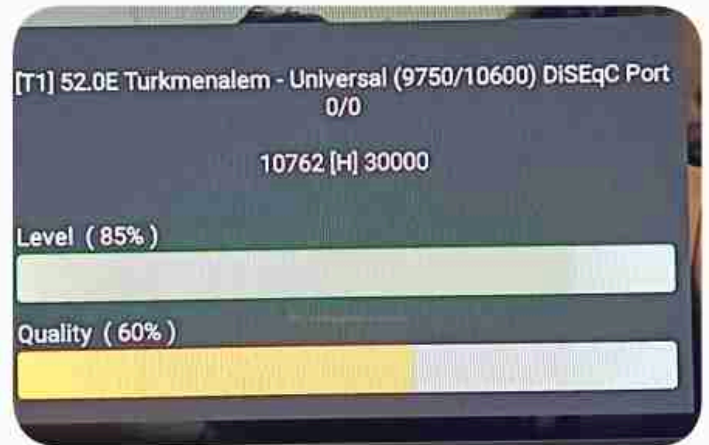 [T1] 52.0E Turkmenalem - Universal (9750/10600) DiSEqC Port
0/0
10762 [H] 30000
Level ( 85% )
Quality ( 60% )